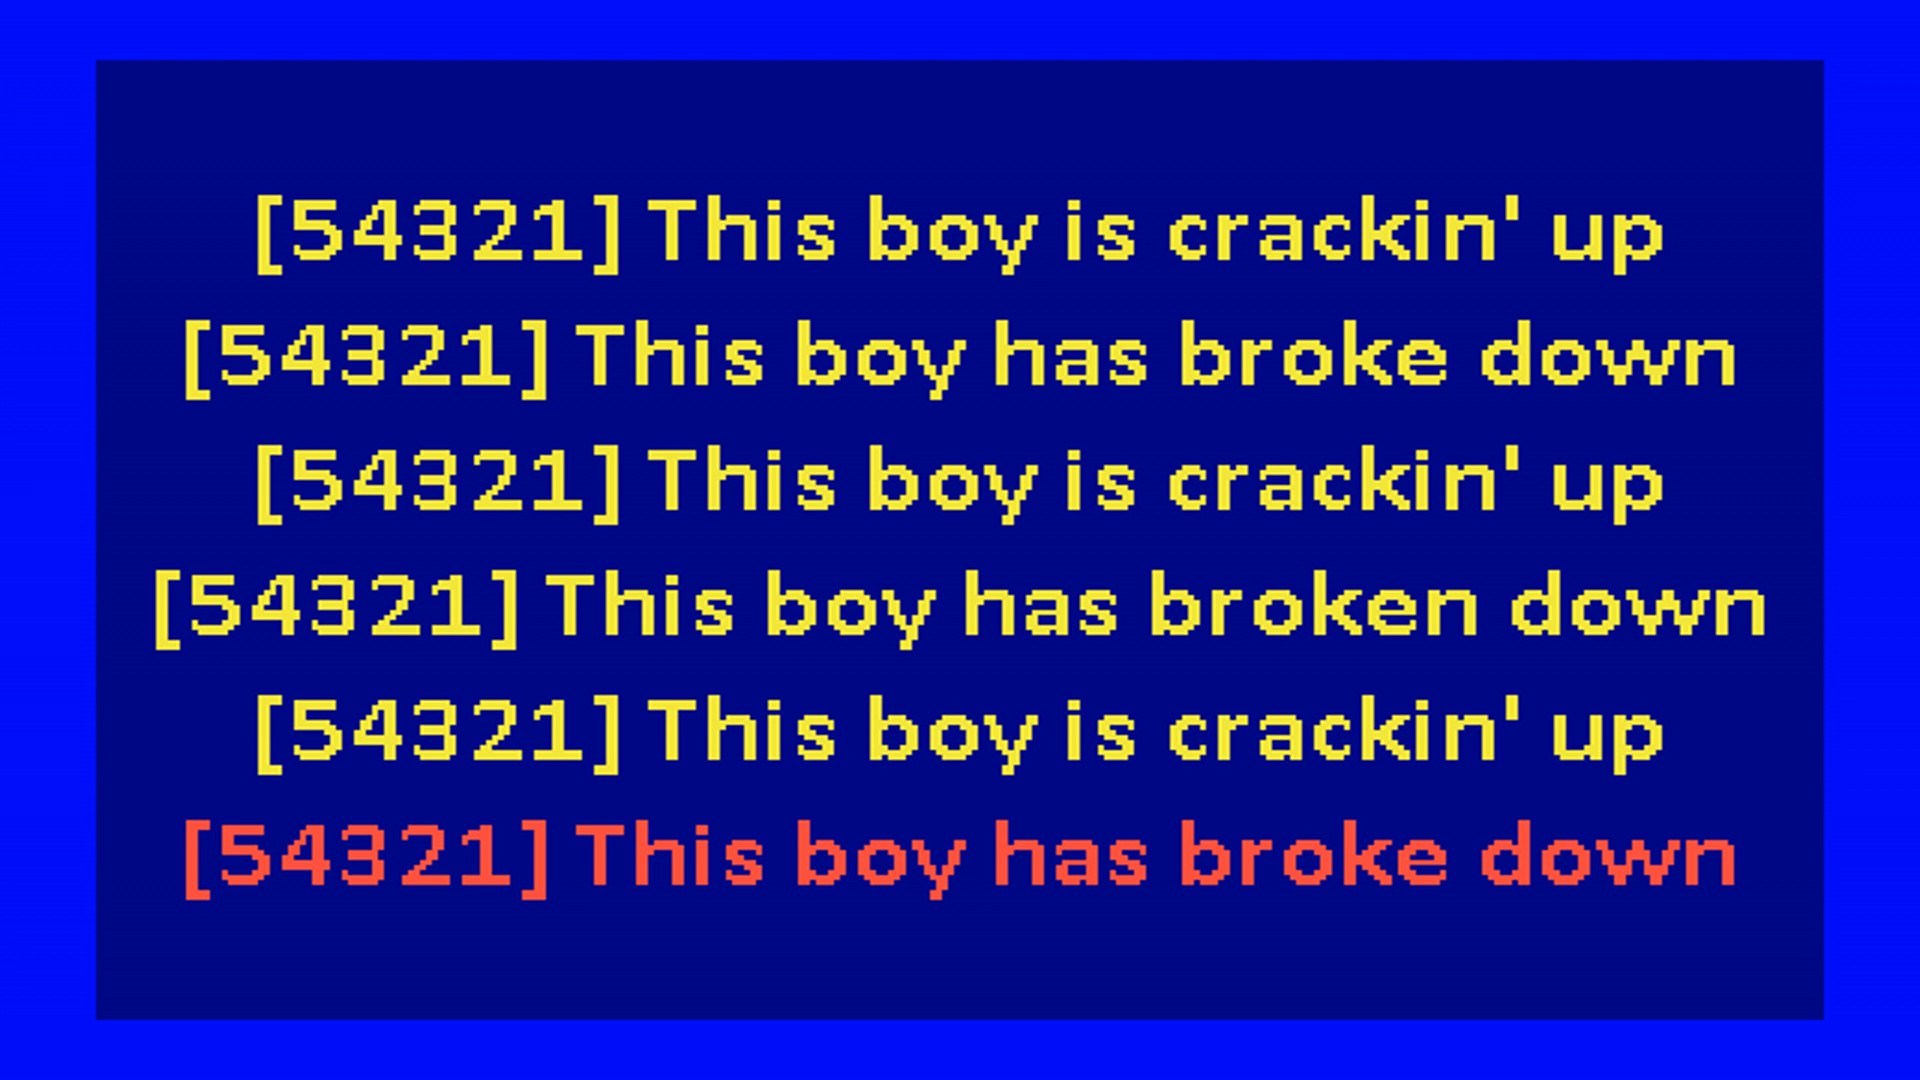 [54321] This boy is crackin' up
[54321] This boy has broke down
[54321] This boy is crackin' up
[54321] This boy has broken down
[54321] This boy is crackin' up
[54321] This boy has broke down